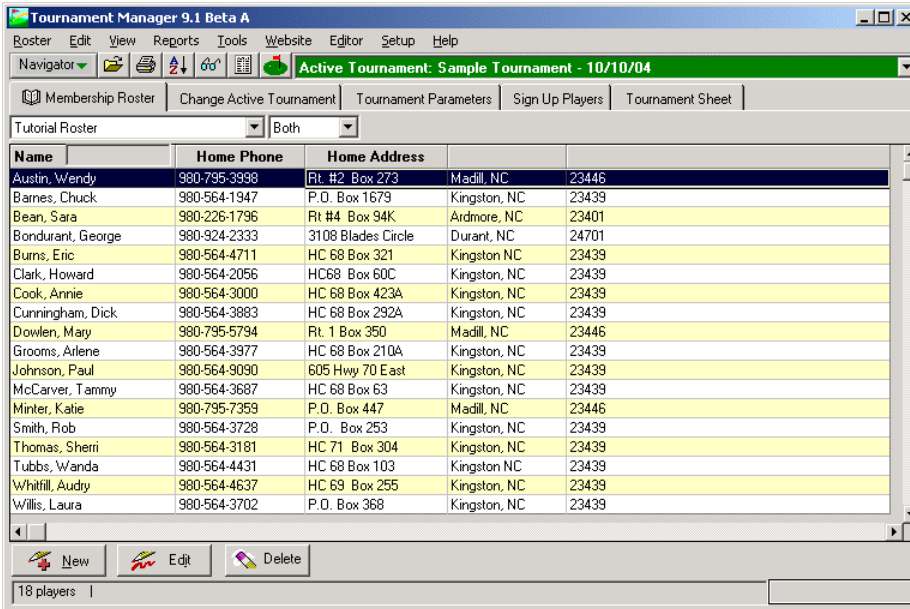 Tournament Manager 9.1 Beta A
Roster Edit View Reports Tools Website Editor Setup Help
Navigator Active Tournament: Sample Tournament - 10/10/04
Membership Roster Change Active Tournament Tournament Parameters Sign Up Players Tournament Sheet
Tutorial Roster Both
Name Home Phone Home Address
Austin, Wendy 980-795-3998 Rt. #2 Box 273 Madill, NC 23446
Barnes, Chuck 980-564-1947 P.O. Box 1679 Kingston, NC 23439
Bean, Sara 980-226-1796 Rt #4 Box 94K Ardmore, NC 23401
Bondurant, George 980-924-2333 3108 Blades Circle Durant, NC 24701
Burns, Eric 980-564-4711 HC 68 Box 321 Kingston NC 23439
Clark, Howard 980-564-2056 HC68 Box 60C Kingston, NC 23439
Cook, Annie 980-564-3000 HC 68 Box 423A Kingston, NC 23439
Cunningham, Dick 980-564-3883 HC 68 Box 292A Kingston, NC 23439
Dowlen, Mary 980-795-5794 Rt. 1 Box 350 Madill, NC 23446
Grooms, Arlene 980-564-3977 HC 68 Box 210A Kingston, NC 23439
Johnson, Paul 980-564-9090 605 Hwy 70 East Kingston, NC 23439
McCarver, Tammy 980-564-3687 HC 68 Box 63 Kingston, NC 23439
Minter, Katie 980-795-7359 P.O. Box 447 Madill, NC 23446
Smith, Rob 980-564-3728 P.O. Box 253 Kingston, NC 23439
Thomas, Sherri 980-564-3181 HC 71 Box 304 Kingston, NC 23439
Tubbs, Wanda 980-564-4431 HC 68 Box 103 Kingston NC 23439
Whitfill, Audry 980-564-4637 HC 69 Box 255 Kingston, NC 23439
Willis, Laura 980-564-3702 P.O. Box 368 Kingston, NC 23439
New Edit Delete
18 players